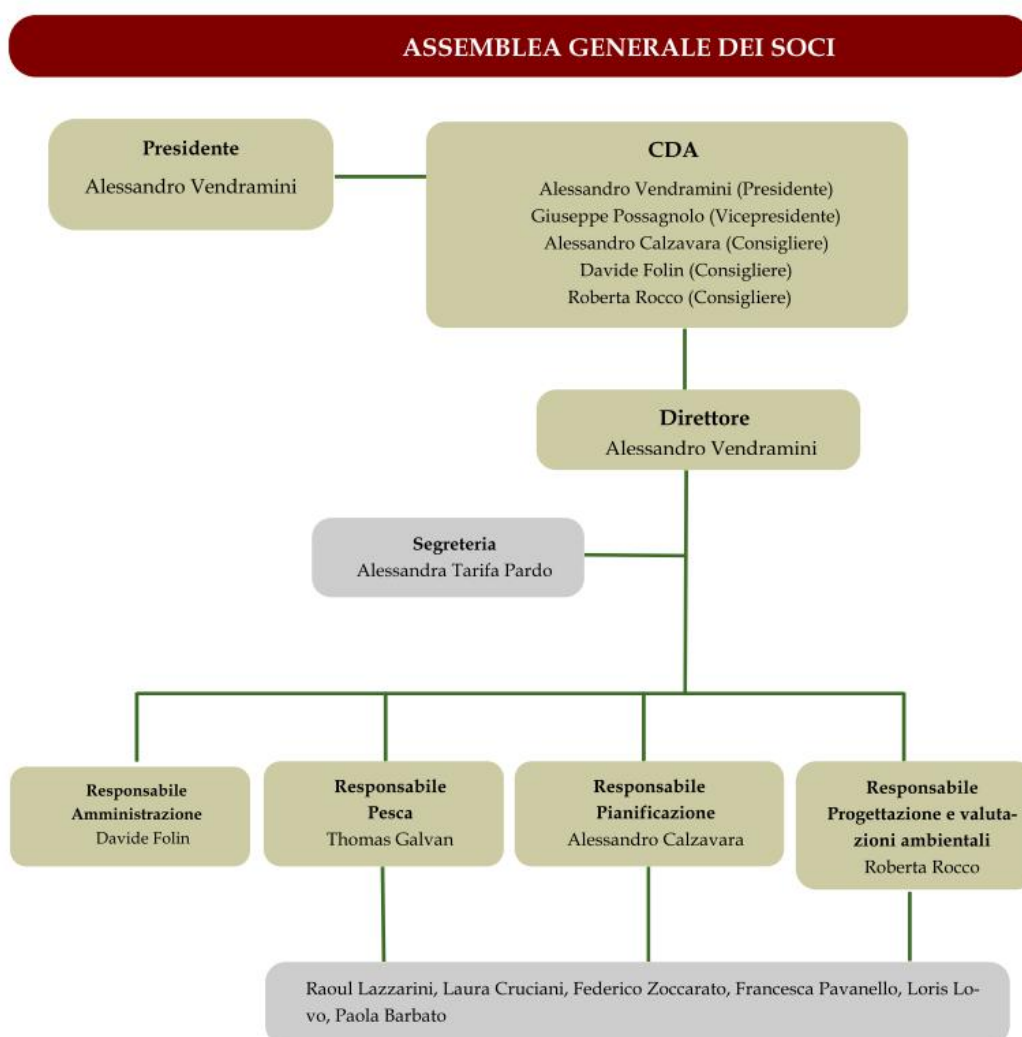 ASSEMBLEA GENERALE DEI SOCI
Presidente
Alessandro Vendramini
CDA
Alessandro Vendramini (Presidente)
Giuseppe Possagnolo (Vicepresidente)
Alessandro Calzavara (Consigliere)
Davide Folin (Consigliere)
Roberta Rocco (Consigliere)
Direttore
Alessandro Vendramini
Segreteria
Alessandra Tarifa Pardo
Responsabile
Amministrazione
Davide Folin
Responsabile
Pesca
Thomas Galvan
Responsabile
Pianificazione
Alessandro Calzavara
Responsabile
Progettazione e valuta-
zioni ambientali
Roberta Rocco
Raoul Lazzarini, Laura Cruciani, Federico Zoccarato, Francesca Pavanello, Loris Lo-
vo, Paola Barbato